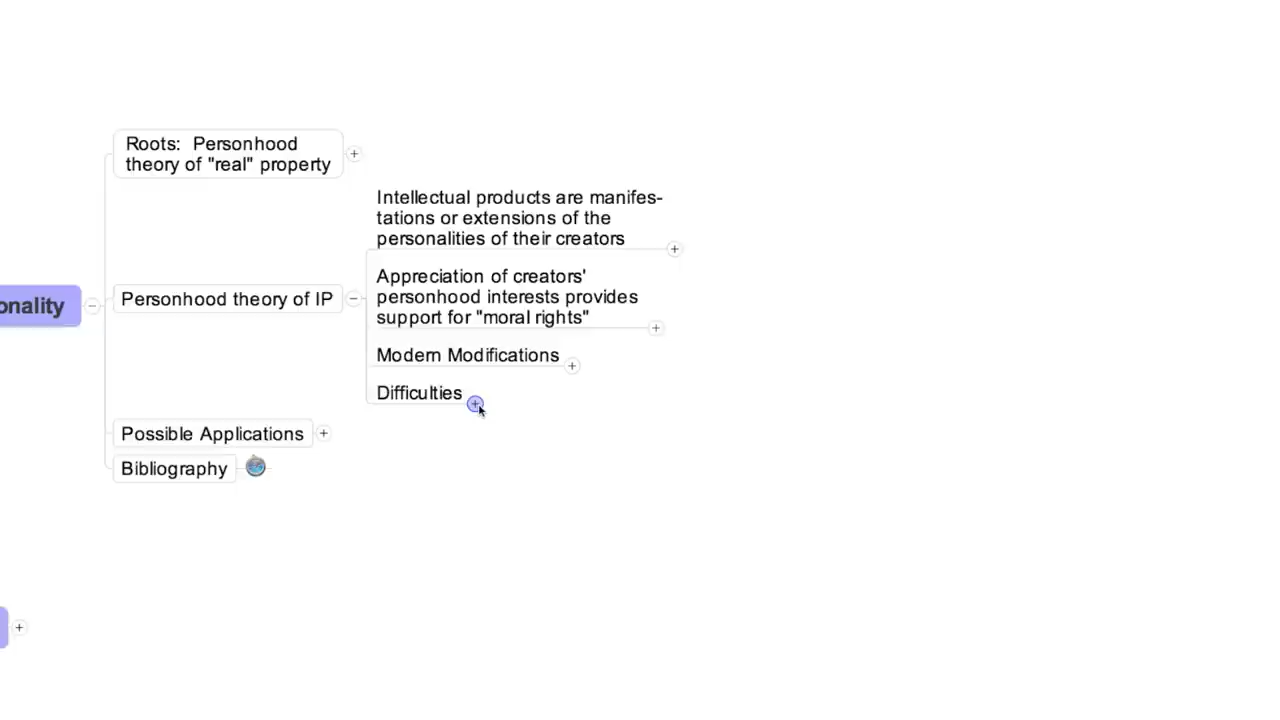 Roots:  Personhood
theory of "real" property
Intellectual products are manifes-
tations or extensions of the
personalities of their creators
Appreciation of creators'
personhood interests provides
support for "moral rights"
onality
Personhood theory of IP
Modern Modifications
Difficulties
Possible Applications
Bibliography